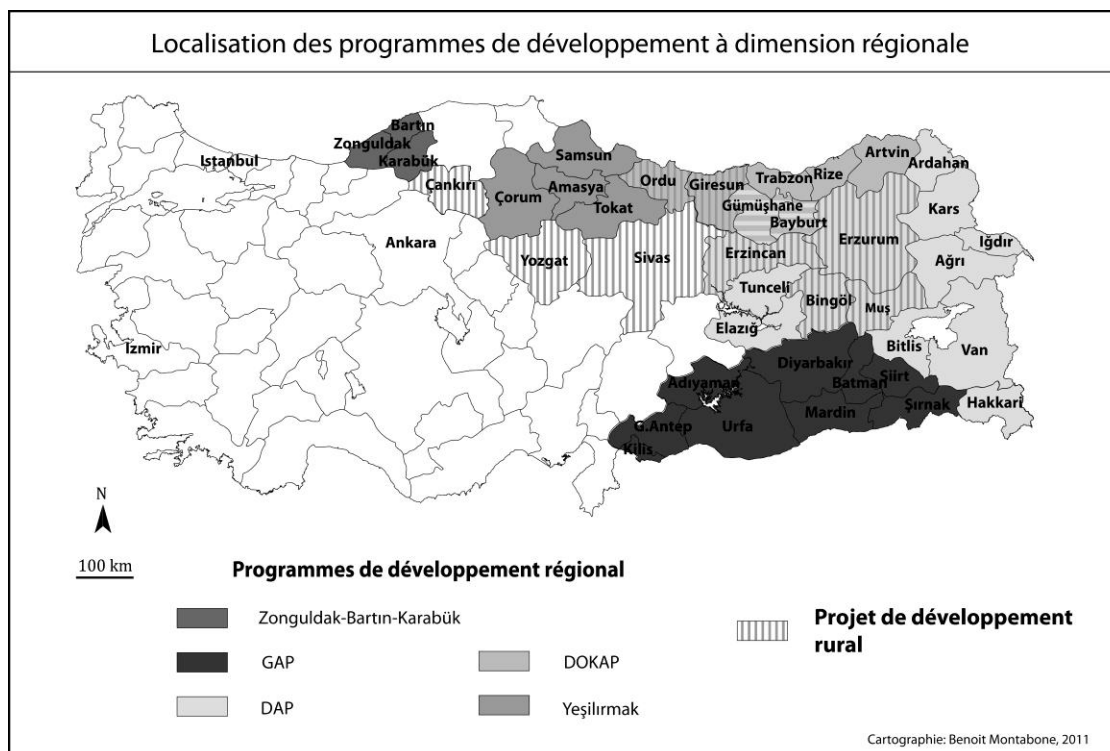 Localisation des programmes de développement à dimension régionale
Bartın
Zonguldak
Karabük
Istanbul
Samsun
Artvin
Ardahan
Çankırı
Ordu
Giresun
Trabzon
Rize
Çorum
Amasya
Tokat
Gümüşhane
Bayburt
Kars
Ankara
Erzurum
Iğdır
Yozgat
Sivas
Erzincan
Ağrı
Tunceli
Bingöl
Muş
Elazığ
Izmir
Bitlis
Van
Diyarbakır
Adıyaman
Batman
Siirt
Şırnak
Hakkari
G.Antep
Urfa
Mardin
Kilis
N
100 km
Programmes de développement régional
Zonguldak-Bartın-Karabük
GAP
DAP
DOKAP
Yeşilırmak
Projet de développement
rural
Cartographie: Benoit Montabone, 2011